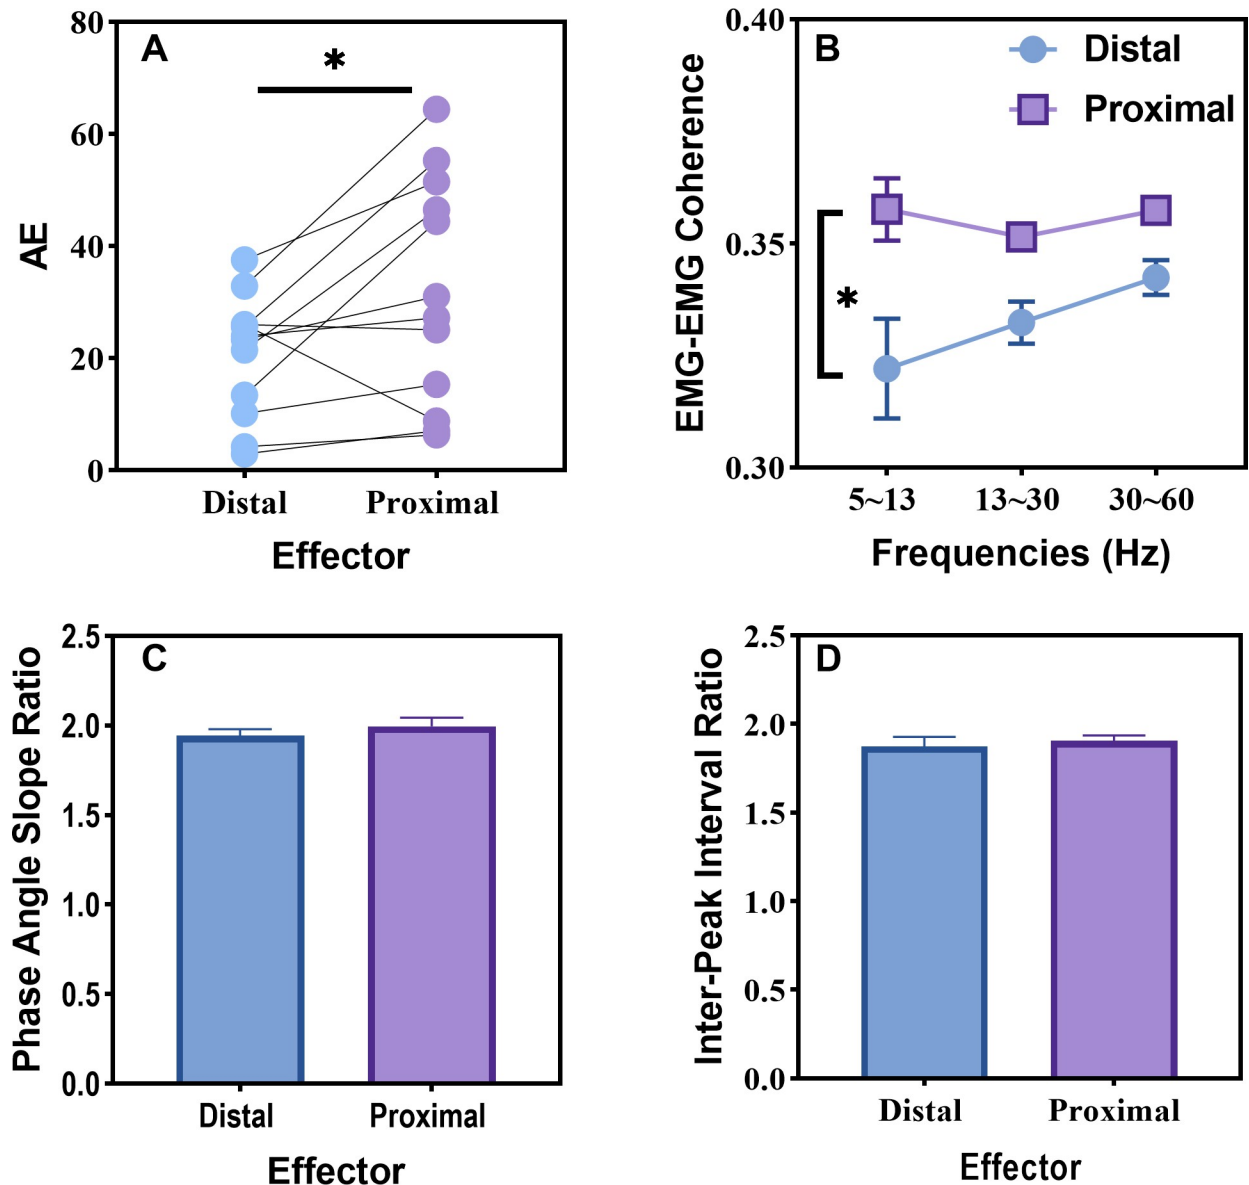 A
*
AE
80
60
40
20
0
Distal Proximal
Effector
B
Distal
Proximal
*
EMG-EMG Coherence
0.40
0.35
0.30
5~13 13~30 30~60
Frequencies (Hz)
C
Phase Angle Slope Ratio
2.5
2.0
1.5
1.0
0.5
0.0
Distal Proximal
Effector
D
Inter-Peak Interval Ratio
2.5
2.0
1.5
1.0
0.5
0.0
Distal Proximal
Effector